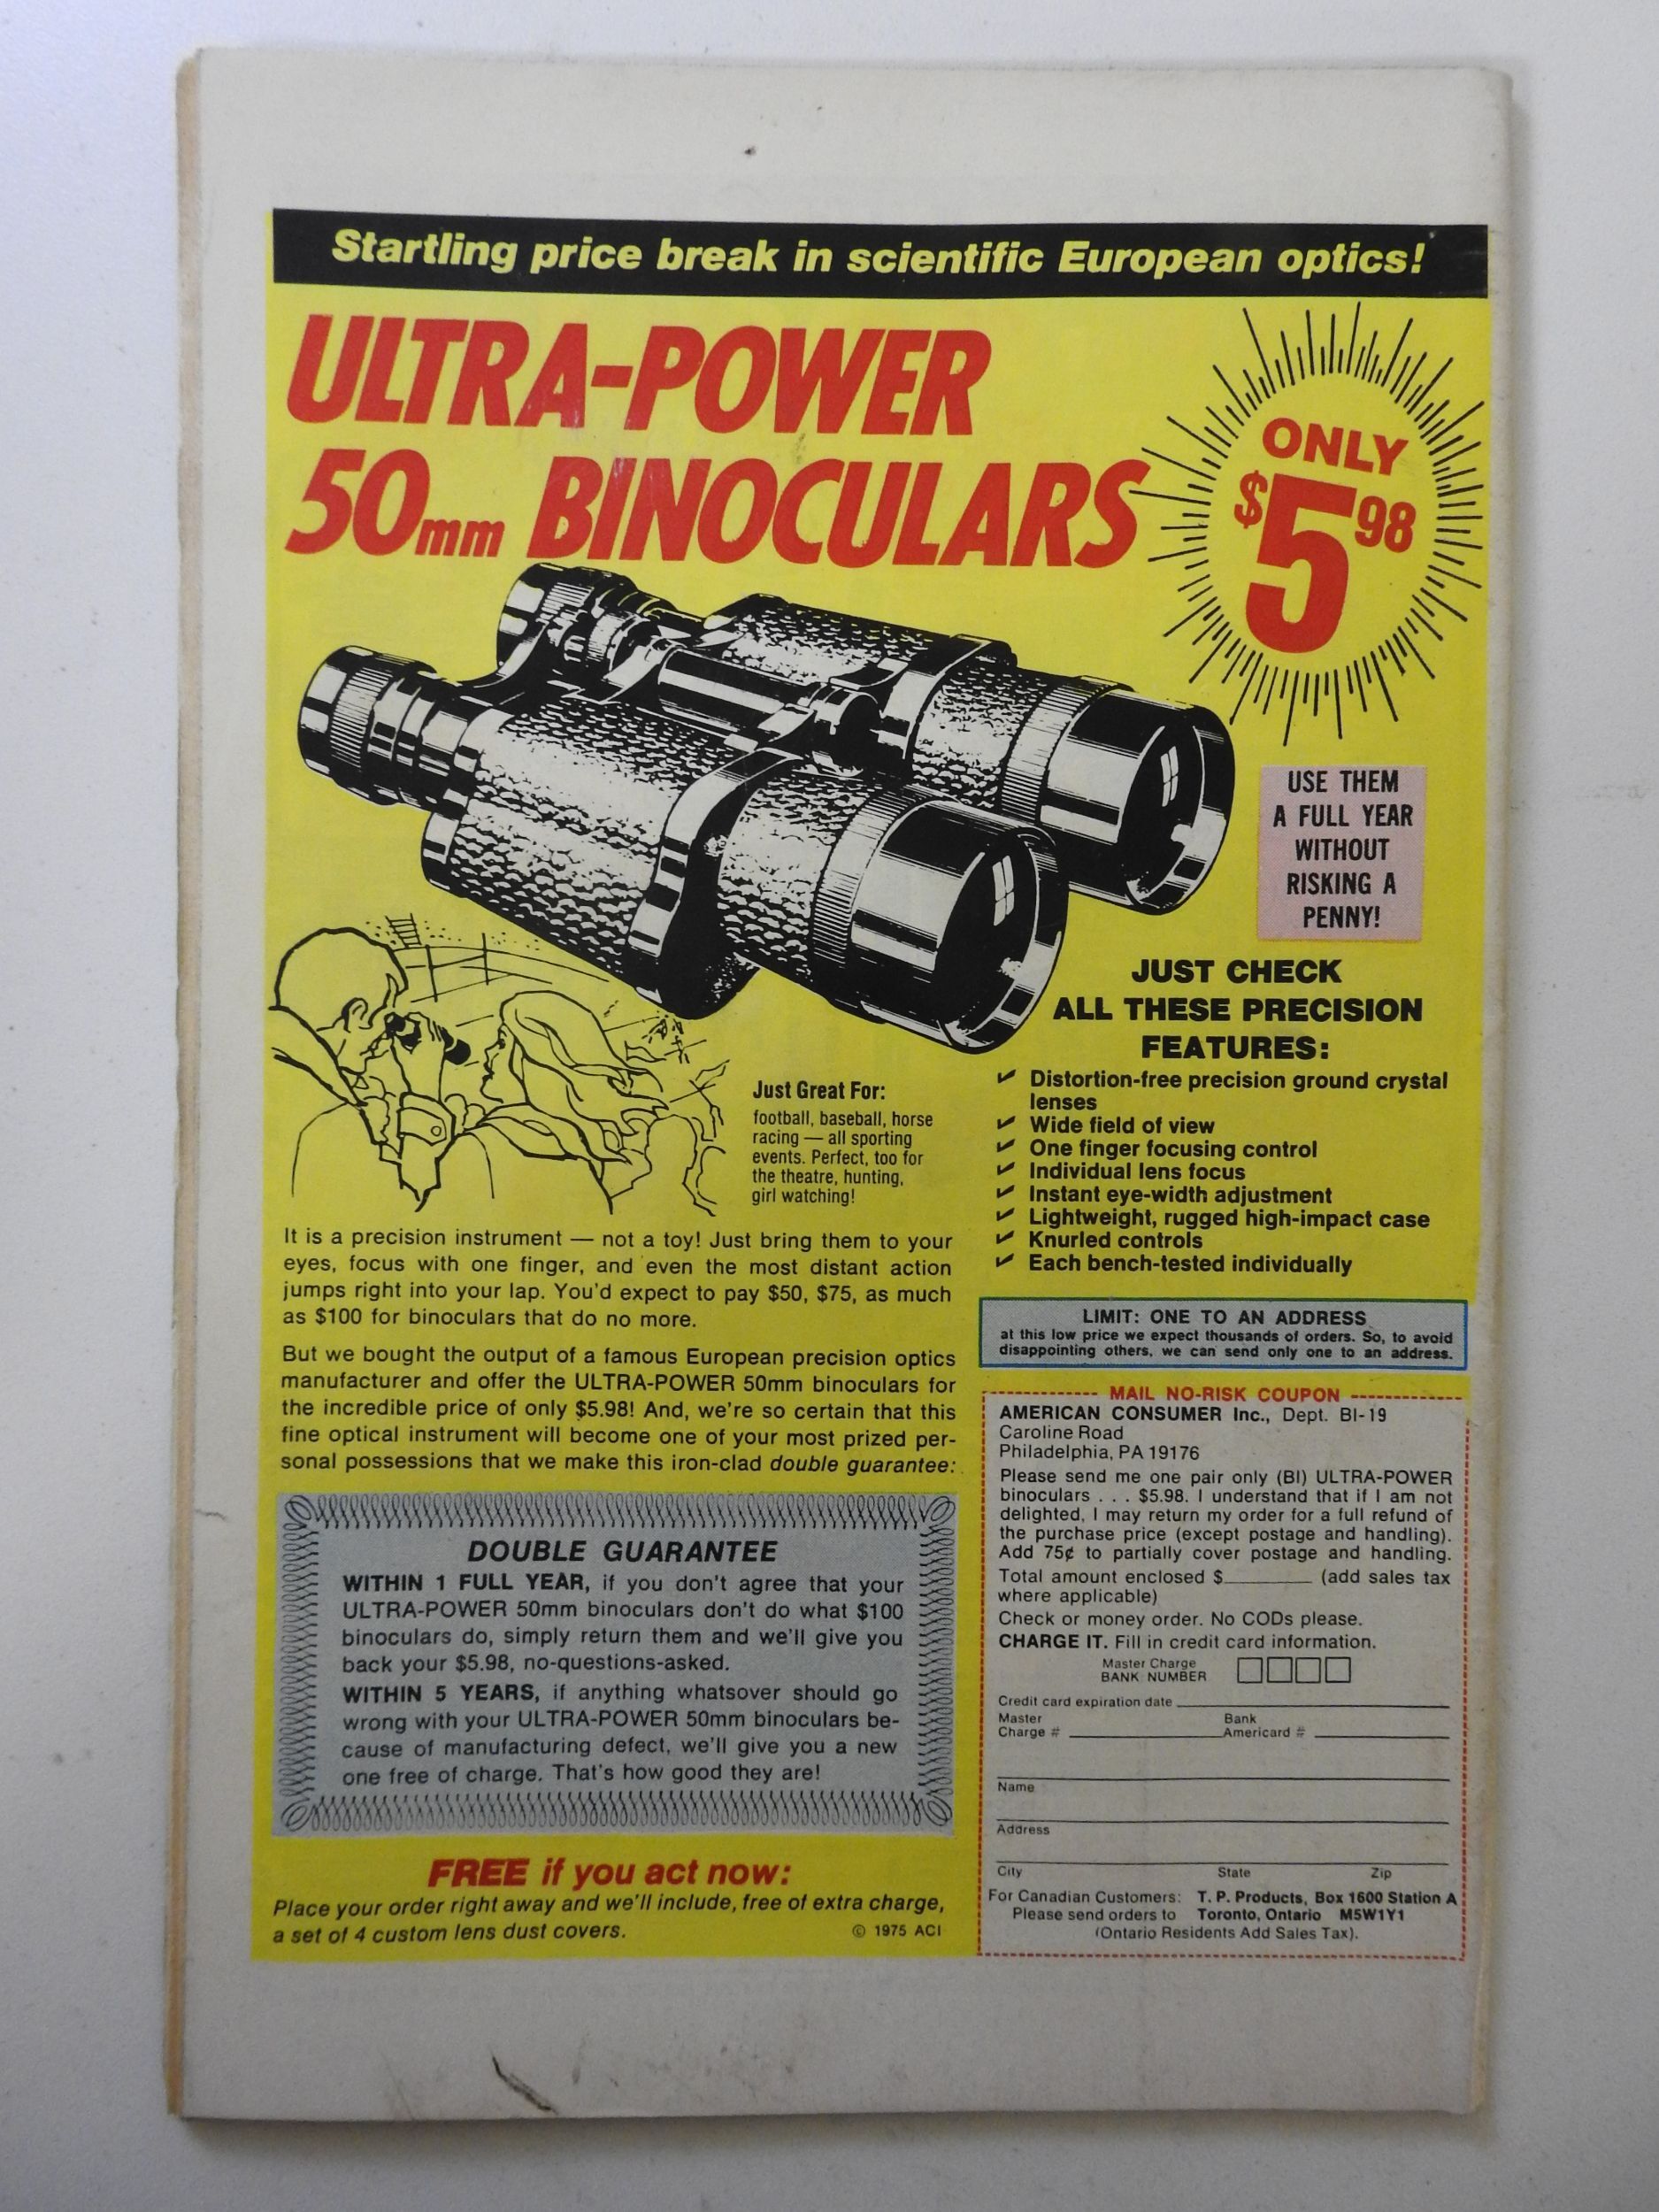 Startling price break in scientific European optics!
ULTRA-POWER
50mm BINOCULARS
ONLY
$5 98
USE THEM
A FULL YEAR
WITHOUT
RISKING A
PENNY!
JUST CHECK
ALL THESE PRECISION
FEATURES:
✓ Distortion-free precision ground crystal
lenses
✓ Wide field of view
✓ One finger focusing control
✓ Individual lens focus
✓ Instant eye-width adjustment
✓ Lightweight, rugged high-impact case
✓ Knurled controls
✓ Each bench-tested individually
Just Great For:
football, baseball, horse
racing — all sporting
events. Perfect, too for
the theatre, hunting,
girl watching!
It is a precision instrument — not a toy! Just bring them to your
eyes, focus with one finger, and even the most distant action
jumps right into your lap. You'd expect to pay $50, $75, as much
as $100 for binoculars that do no more.
But we bought the output of a famous European precision optics
manufacturer and offer the ULTRA-POWER 50mm binoculars for
the incredible price of only $5.98! And, we're so certain that this
fine optical instrument will become one of your most prized per-
sonal possessions that we make this iron-clad double guarantee:
DOUBLE GUARANTEE
WITHIN 1 FULL YEAR, if you don't agree that your
ULTRA-POWER 50mm binoculars don't do what $100
binoculars do, simply return them and we'll give you
back your $5.98, no-questions-asked.
WITHIN 5 YEARS, if anything whatsover should go
wrong with your ULTRA-POWER 50mm binoculars be-
cause of manufacturing defect, we'll give you a new
one free of charge. That's how good they are!
FREE if you act now:
Place your order right away and we'll include, free of extra charge,
a set of 4 custom lens dust covers.
© 1975 ACI
LIMIT: ONE TO AN ADDRESS
at this low price we expect thousands of orders. So, to avoid
disappointing others, we can send only one to an address.
MAIL NO-RISK COUPON
AMERICAN CONSUMER Inc., Dept. BI-19
Caroline Road
Philadelphia, PA 19176
Please send me one pair only (BI) ULTRA-POWER
binoculars . . . $5.98. I understand that if I am not
delighted, I may return my order for a full refund of
the purchase price (except postage and handling).
Add 75¢ to partially cover postage and handling.
Total amount enclosed $________ (add sales tax
where applicable)
Check or money order. No CODs please.
CHARGE IT. Fill in credit card information.
Master Charge
BANK NUMBER
Credit card expiration date
Master Bank
Charge # Americard #
Name
Address
City State Zip
For Canadian Customers: T. P. Products, Box 1600 Station A
Please send orders to Toronto, Ontario M5W1Y1
(Ontario Residents Add Sales Tax).